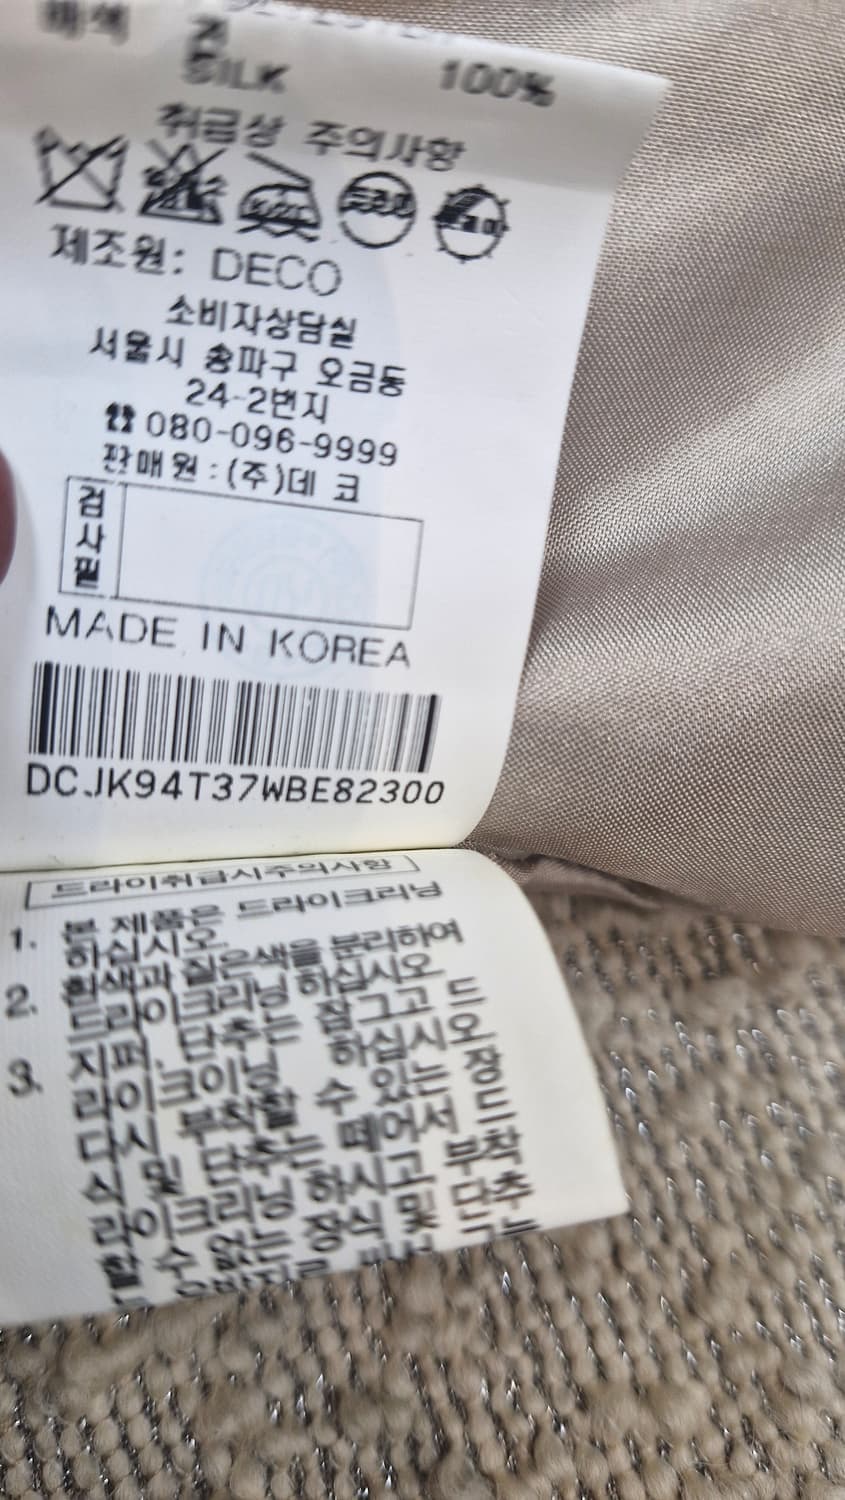 배색 겉
SILK 100%
취급상 주의사항
드라이
제조원: DECO
소비자상담실
서울시 송파구 오금동
24-2번지
☎ 080-096-9999
판매원 : (주)데 코
검사필
MADE IN KOREA
DCJK94T37WBE82300
드라이취급시주의사항
1. 본 제품은 드라이크리닝
하십시오.
2. 흰색과 짙은색을 분리하여
드라이크리닝 하십시오
3. 지퍼, 단추는 잠그고 드
라이크이닝 하십시오
다시 부착할 수 있는 장
식 및 단추는 떼어서 드
라이크리닝 하시고 부착
할 수 없는 장식 및 단추